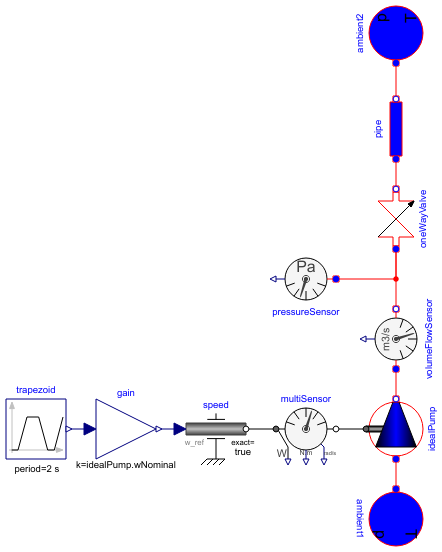 ambient2
p
T
pipe
oneWayValve
Pa
pressureSensor
m3/s
volumeFlowSensor
trapezoid
gain
speed
multiSensor
w_ref
exact=
true
W
Nm
rad/s
idealPump
period=2 s
k=idealPump.wNominal
ambient1
p
T